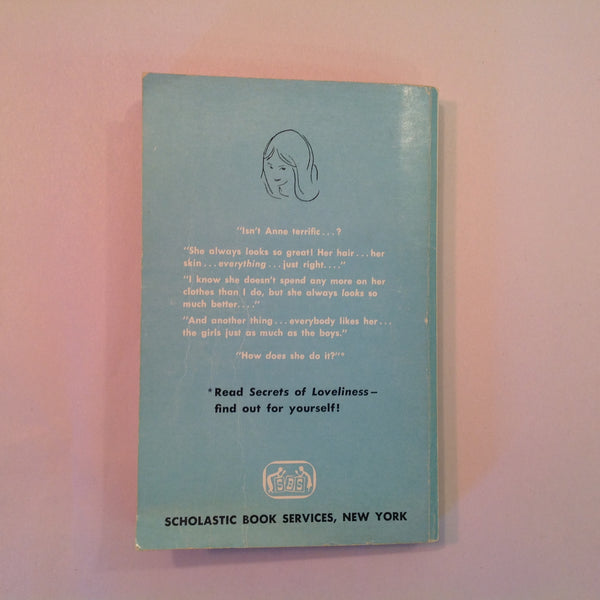 "Isn't Anne terrific...?
"She always looks so great! Her hair...her
skin...everything...just right...."
"I know she doesn't spend any more on her
clothes than I do, but she always looks so
much better...."
"And another thing...everybody likes her...
the girls just as much as the boys."
"How does she do it?"*
*Read Secrets of Loveliness—
find out for yourself!
SBS
SCHOLASTIC BOOK SERVICES, NEW YORK